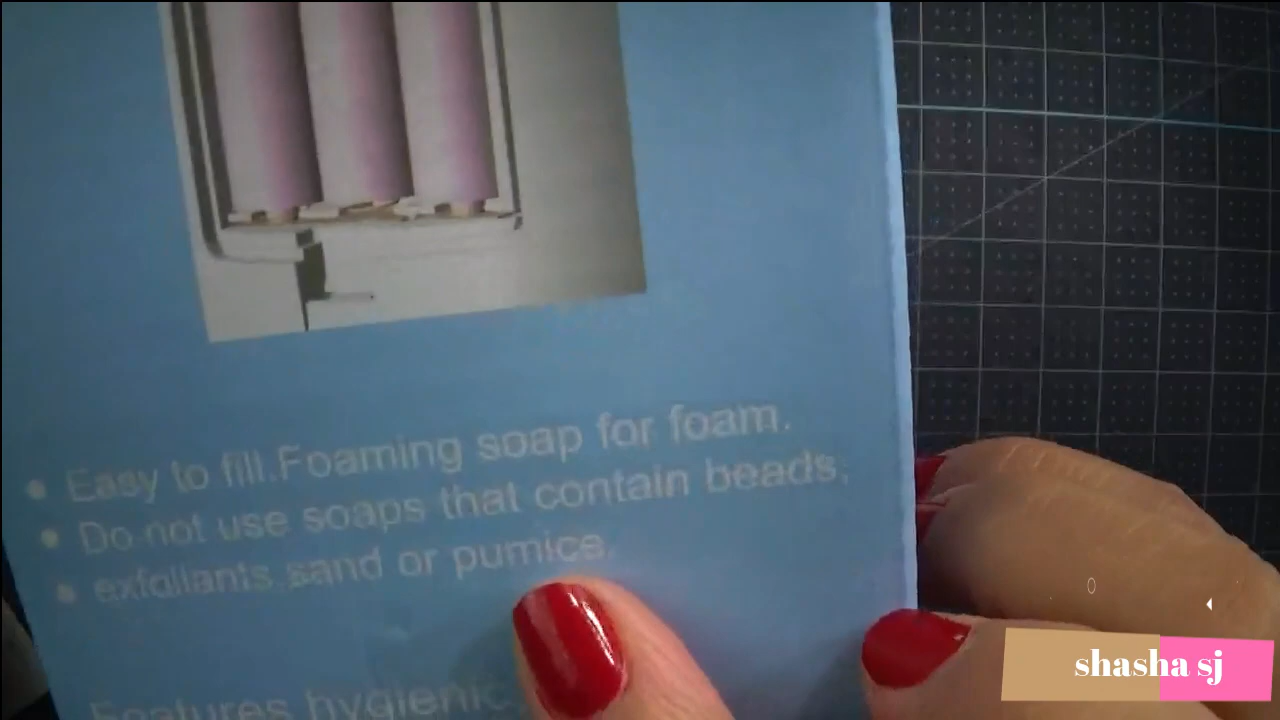 • Easy to fill.Foaming soap for foam.
• Do not use soaps that contain beads,
• exfoliants,sand or pumics.
Features hygienic
shasha sj